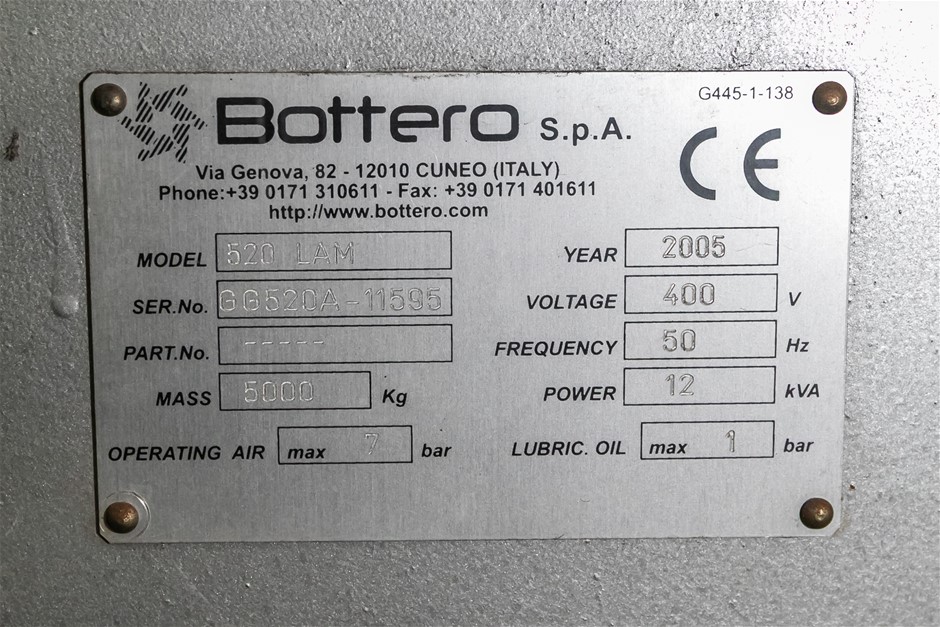 G445-1-138
Bottero S.p.A.
CE
Via Genova, 82 - 12010 CUNEO (ITALY)
Phone:+39 0171 310611 - Fax: +39 0171 401611
http://www.bottero.com
MODEL 520 LAM
SER.No. GG520A-11595
PART.No. -----
MASS 5000 Kg
OPERATING AIR max 7 bar
YEAR 2005
VOLTAGE 400 V
FREQUENCY 50 Hz
POWER 12 kVA
LUBRIC. OIL max 1 bar